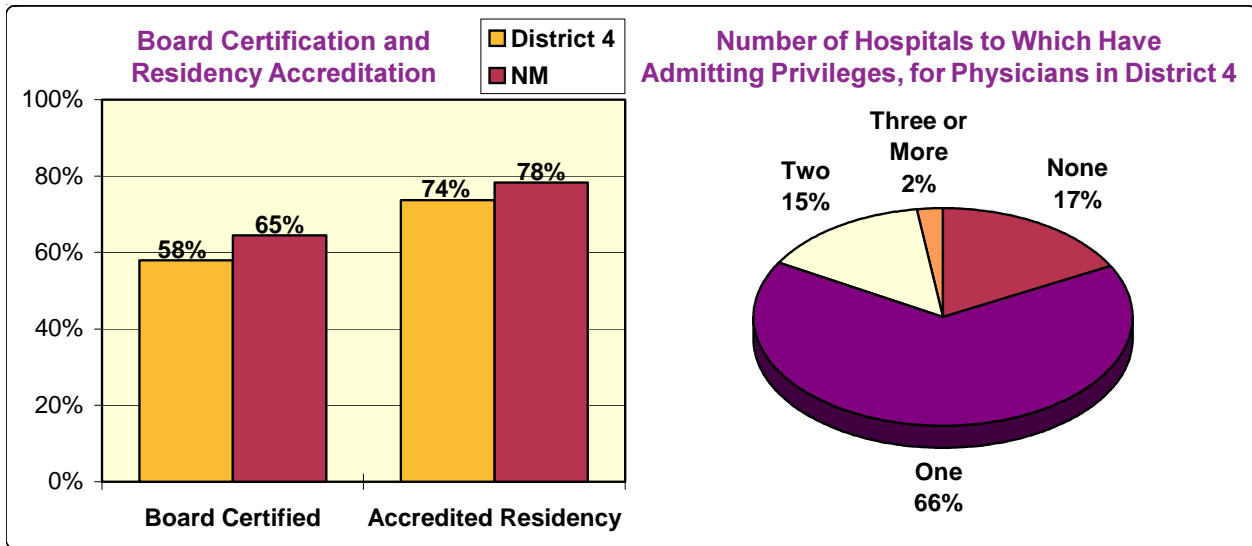 Board Certification and
Residency Accreditation
District 4
NM
100%
80%
60%
40%
20%
0%
58%
65%
74%
78%
Board Certified
Accredited Residency
Number of Hospitals to Which Have
Admitting Privileges, for Physicians in District 4
Three or
More
2%
Two
15%
None
17%
One
66%